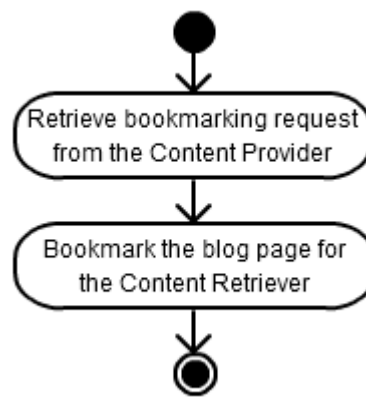 Retrieve bookmarking request
from the Content Provider
Bookmark the blog page for
the Content Retriever